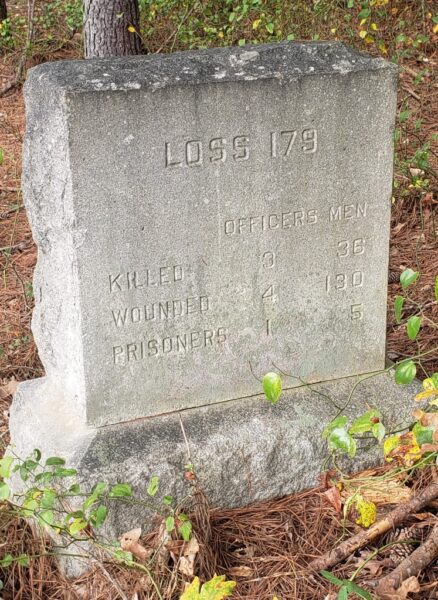 LOSS 179
OFFICERS MEN
KILLED 3 36
WOUNDED 4 130
PRISONERS 1 5